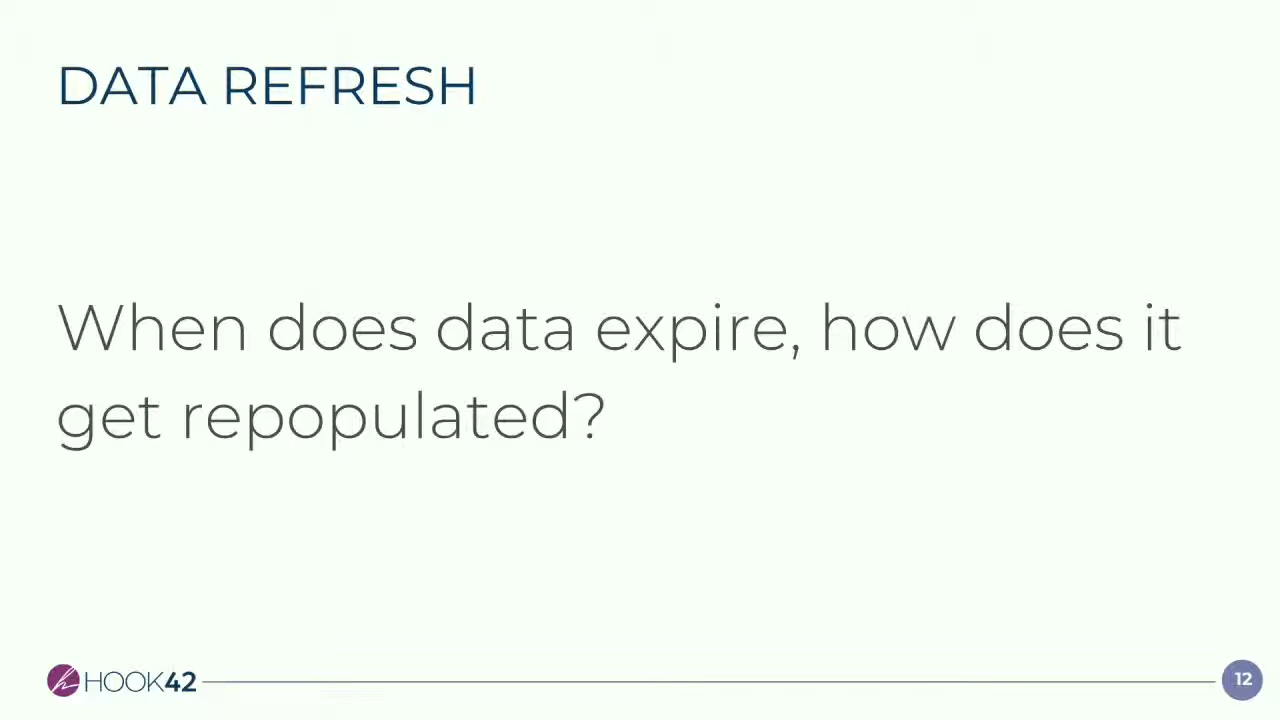 DATA REFRESH
When does data expire, how does it
get repopulated?
HOOK42
12